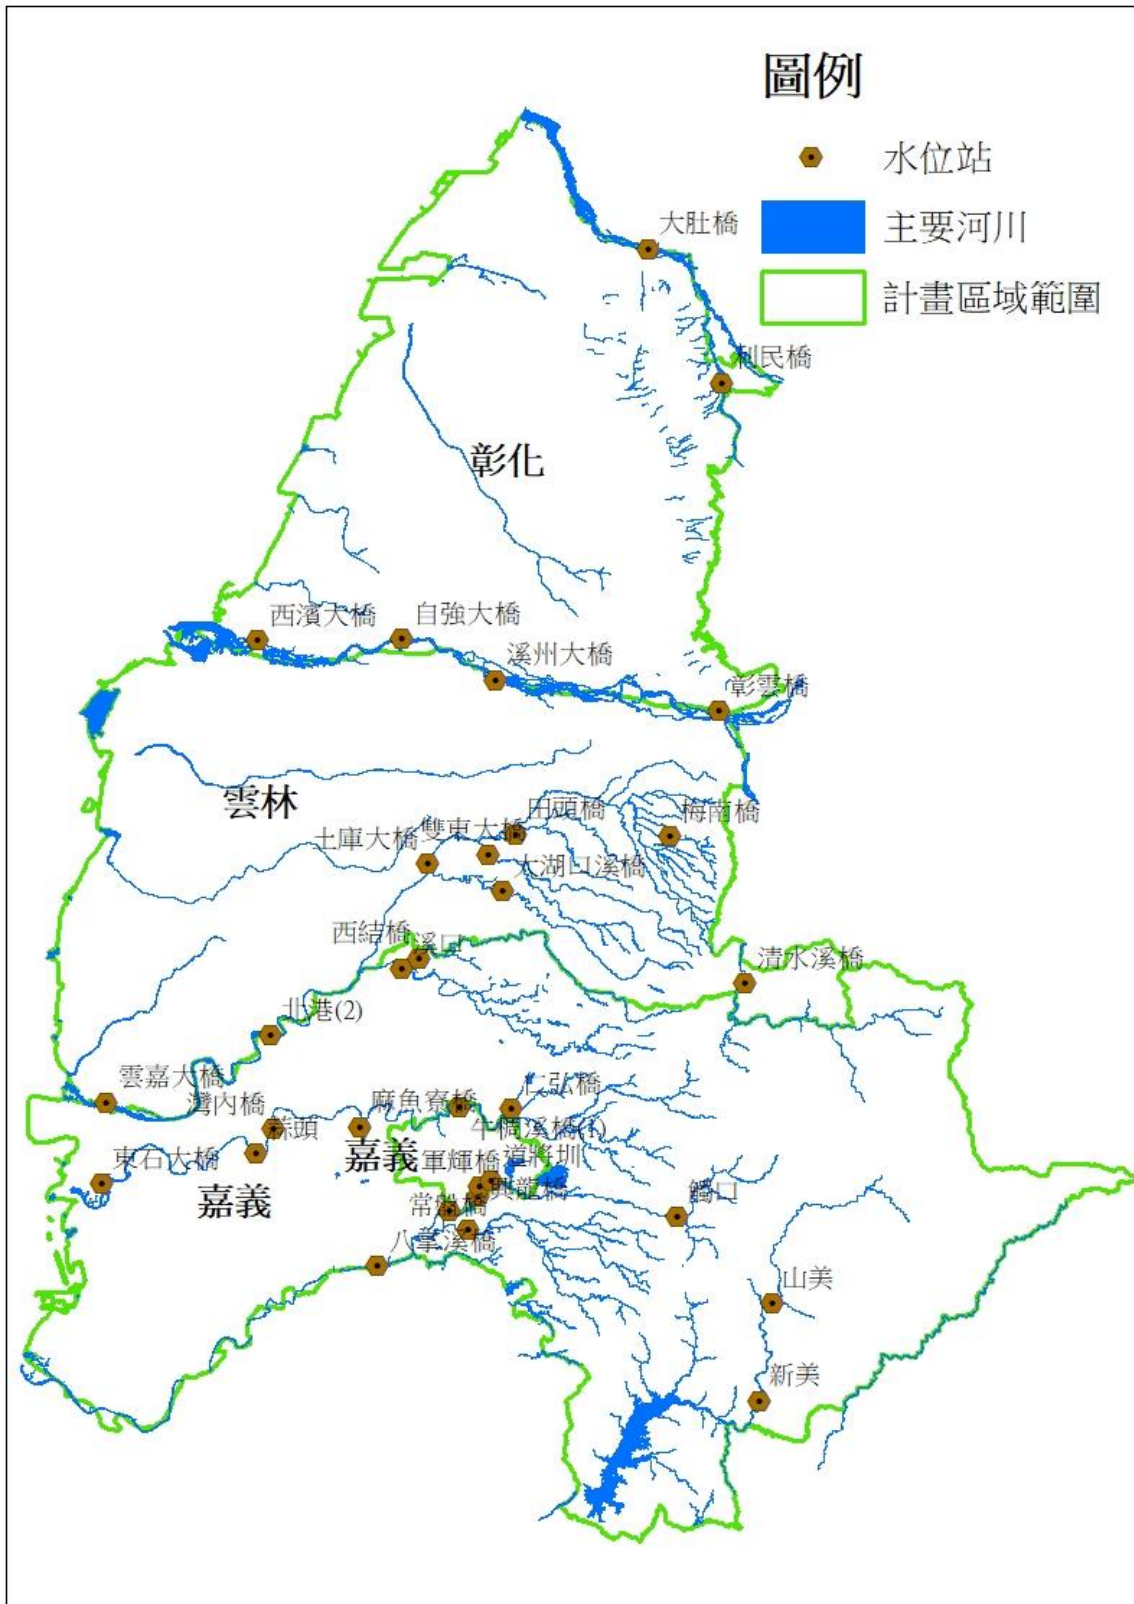 圖例
水位站
主要河川
計畫區域範圍
大肚橋
利民橋
彰化
西濱大橋
自強大橋
溪州大橋
彰雲橋
雲林
田頭橋
梅南橋
土庫大橋
雙東大橋
大湖口溪橋
西結橋
溪口
清水溪橋
北港(2)
雲嘉大橋
灣內橋
蒜頭
麻魚寮橋
仁弘橋
牛稠溪橋(1)
東石大橋
嘉義
嘉義
軍輝橋
道將圳
興龍橋
常盤橋
八掌溪橋
觸口
山美
新美